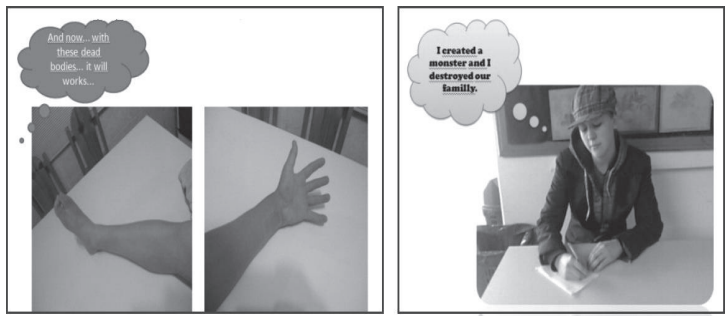 And now... with
these dead
bodies... it will
works...
I created a
monster and I
destroyed our
familly.